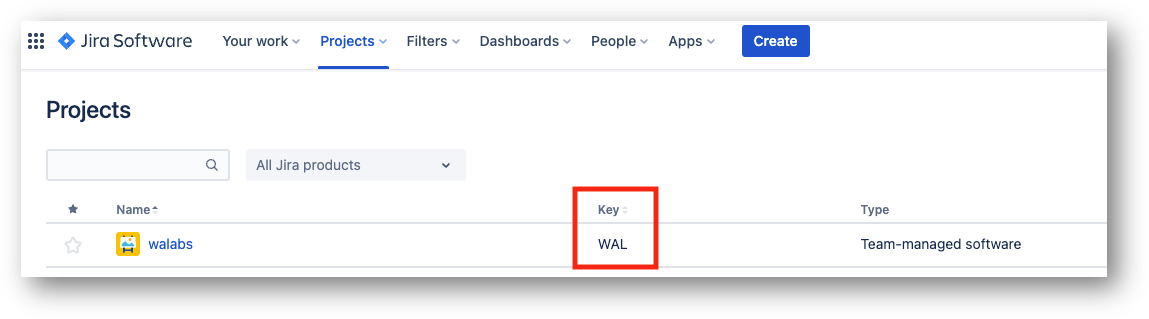 Jira Software Your work Projects Filters Dashboards People Apps Create
Projects
All Jira products
Name Key Type
walabs WAL Team-managed software